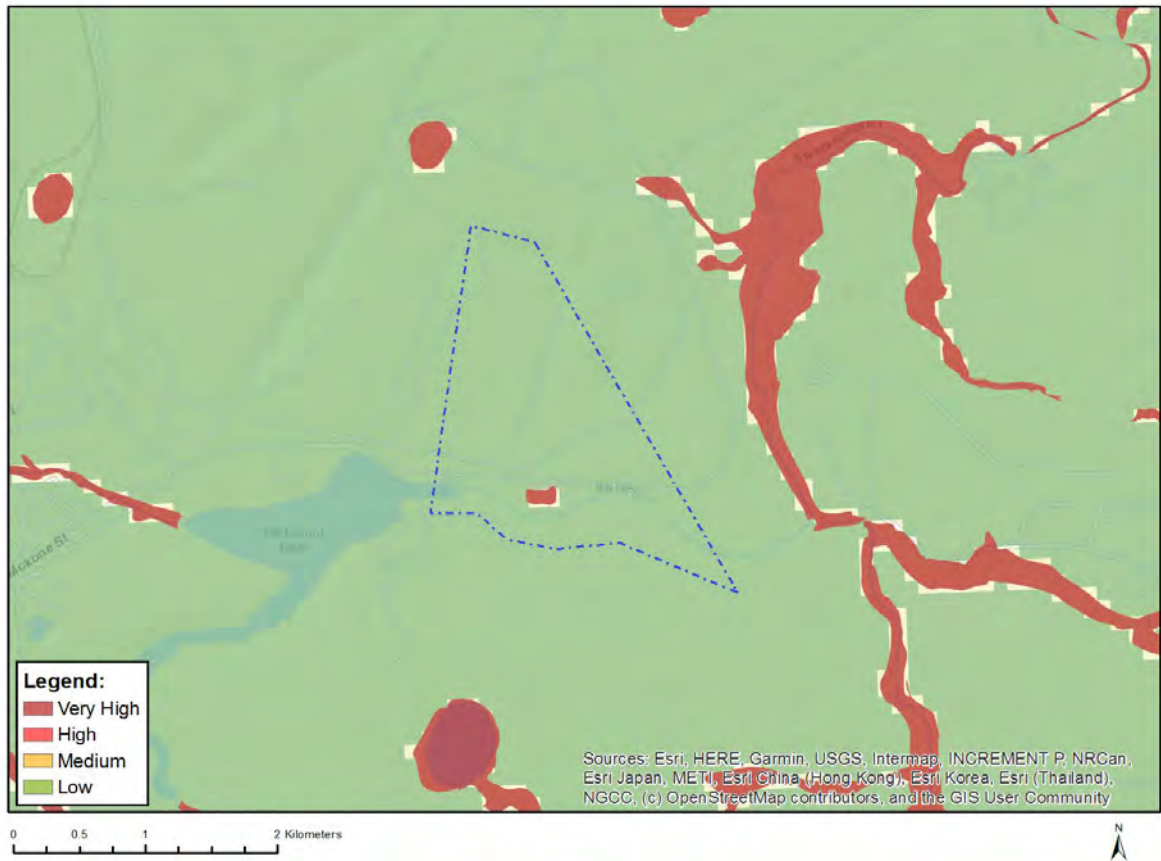 Mokone St
Legend:
Very High
High
Medium
Low
Sources: Esri, HERE, Garmin, USGS, Intermap, INCREMENT P, NRCan,
Esri Japan, METI, Esri China (Hong Kong), Esri Korea, Esri (Thailand),
NGCC, (c) OpenStreetMap contributors, and the GIS User Community
0 0.5 1 2 Kilometers
N